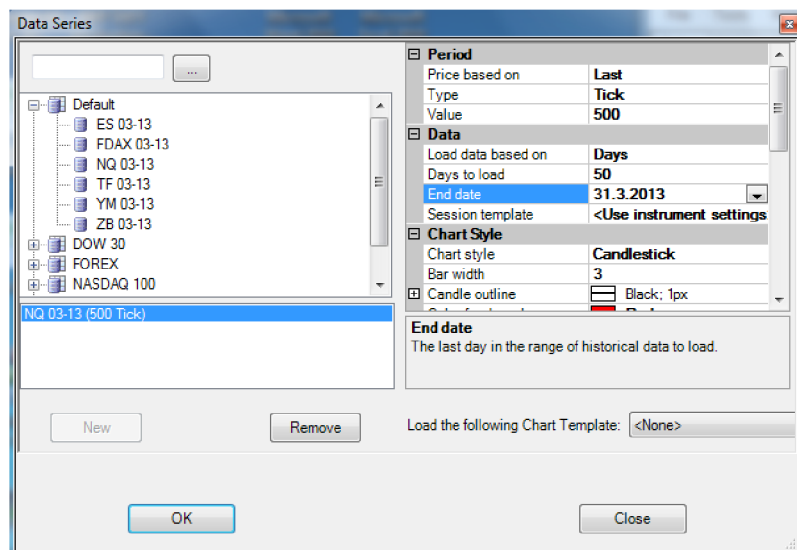 Data Series
...
Default
ES 03-13
FDAX 03-13
NQ 03-13
TF 03-13
YM 03-13
ZB 03-13
DOW 30
FOREX
NASDAQ 100
NQ 03-13 (500 Tick)
New
Remove
Period
Price based on Last
Type Tick
Value 500
Data
Load data based on Days
Days to load 50
End date 31.3.2013
Session template <Use instrument settings
Chart Style
Chart style Candlestick
Bar width 3
Candle outline Black; 1px
End date
The last day in the range of historical data to load.
Load the following Chart Template: <None>
OK
Close